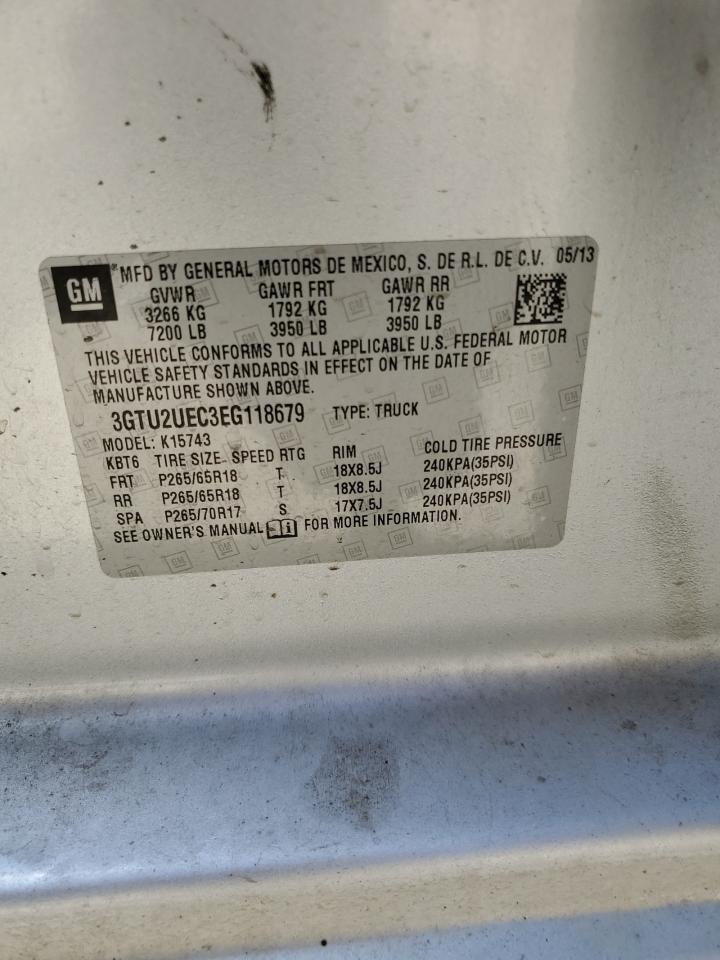 GM ® MFD BY GENERAL MOTORS DE MEXICO, S. DE R.L. DE C.V. 05/13
GVWR GAWR FRT GAWR RR
3266 KG 1792 KG 1792 KG
7200 LB 3950 LB 3950 LB
THIS VEHICLE CONFORMS TO ALL APPLICABLE U.S. FEDERAL MOTOR
VEHICLE SAFETY STANDARDS IN EFFECT ON THE DATE OF
MANUFACTURE SHOWN ABOVE.
3GTU2UEC3EG118679 TYPE: TRUCK
MODEL: K15743
KBT6 TIRE SIZE SPEED RTG RIM COLD TIRE PRESSURE
FRT P265/65R18 T 18X8.5J 240KPA(35PSI)
RR P265/65R18 T 18X8.5J 240KPA(35PSI)
SPA P265/70R17 S 17X7.5J 240KPA(35PSI)
SEE OWNER'S MANUAL FOR MORE INFORMATION.